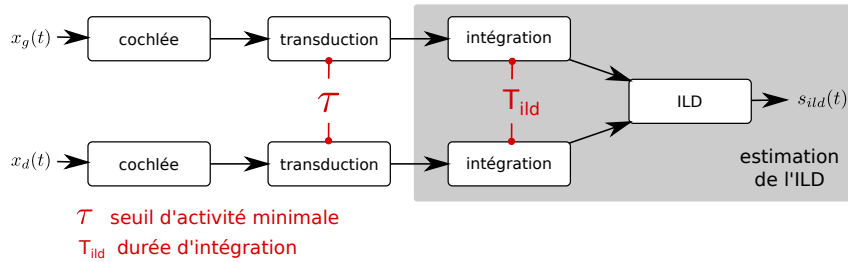 x_g(t) cochlée transduction intégration
τ T_ild ILD s_ild(t)
x_d(t) cochlée transduction intégration
estimation
de l'ILD
τ seuil d'activité minimale
T_ild durée d'intégration